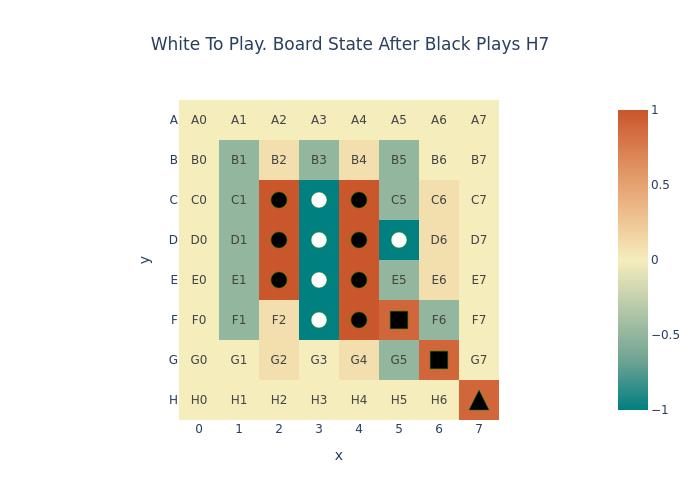 White To Play. Board State After Black Plays H7
A A0 A1 A2 A3 A4 A5 A6 A7
B B0 B1 B2 B3 B4 B5 B6 B7
C C0 C1 C5 C6 C7
D D0 D1 D6 D7
E E0 E1 E5 E6 E7
F F0 F1 F2 F6 F7
G G0 G1 G2 G3 G4 G5 G7
H H0 H1 H2 H3 H4 H5 H6
0 1 2 3 4 5 6 7
x
y
1
0.5
0
−0.5
−1